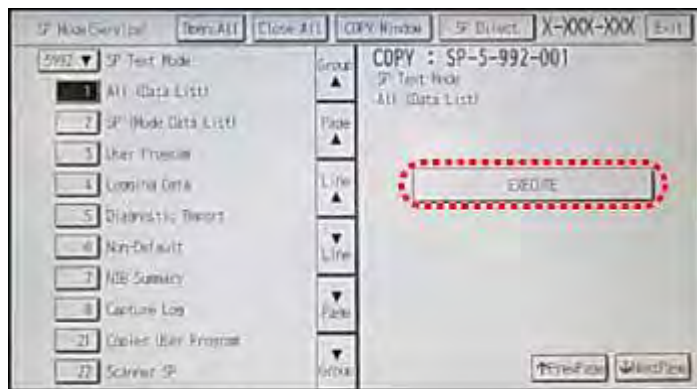 SP Mode(Service) Open All Close All COPY Window SP Direct X-XXX-XXX Exit
5992 ▼ SP Text Mode
1 All (Data List)
2 SP (Mode Data List)
3 User Program
4 Logging Data
5 Diagnostic Report
6 Non-Default
7 NIB Summary
8 Capture Log
21 Copier User Program
22 Scanner SP
Group ▲
Page ▲
Line ▲
▼ Line
▼ Page
▼ Group
COPY : SP-5-992-001
SP Text Mode
All (Data List)
EXECUTE
↑PrevPage ↓NextPage